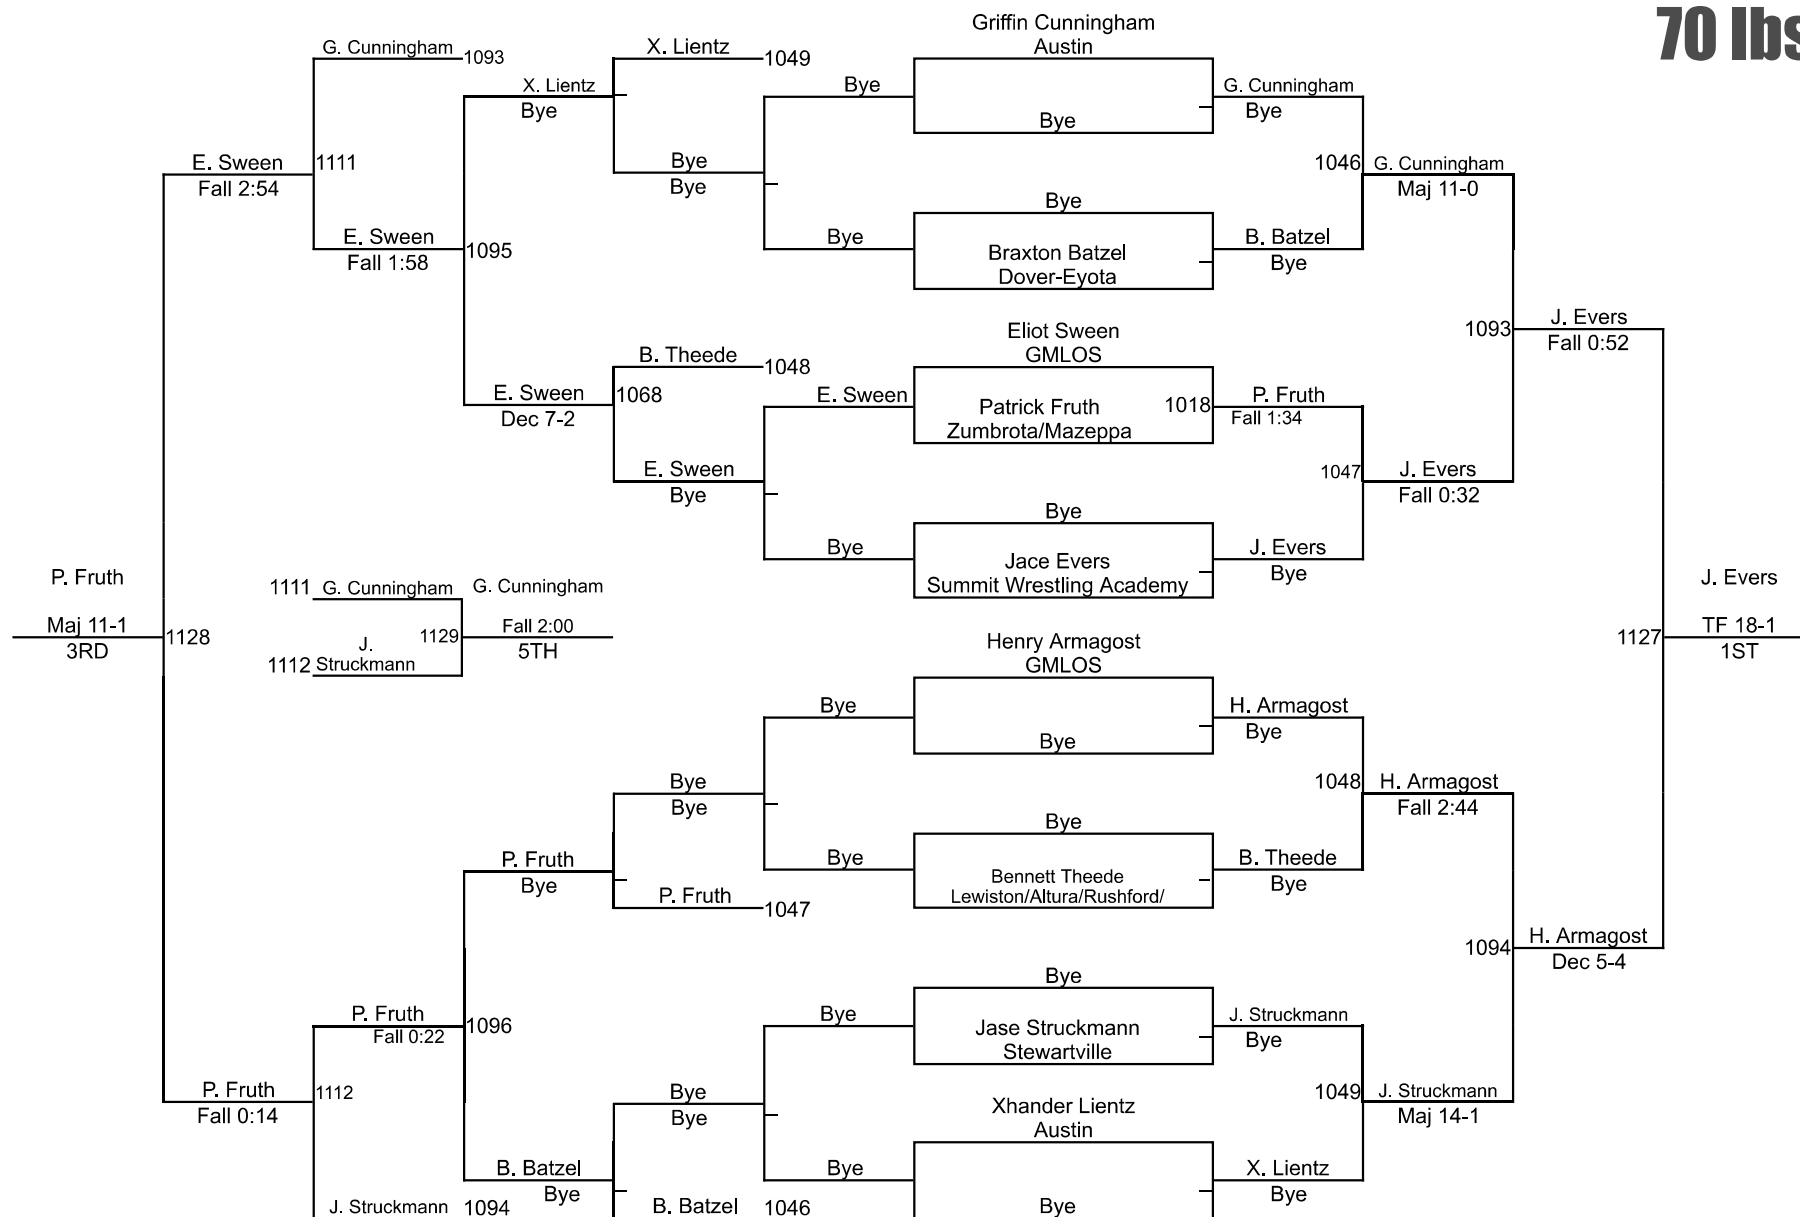 70 lbs
Griffin Cunningham
Austin
G. Cunningham
1093
X. Lientz
1049
X. Lientz
Bye
Bye
Bye
G. Cunningham
Bye
E. Sween
Fall 2:54
1111
Bye
Bye
1046
G. Cunningham
Maj 11-0
Bye
E. Sween
Fall 1:58
1095
Bye
Braxton Batzel
Dover-Eyota
B. Batzel
Bye
Eliot Sween
GMLOS
1093
J. Evers
Fall 0:52
B. Theede
1048
E. Sween
Dec 7-2
1068
E. Sween
Patrick Fruth
Zumbrota/Mazeppa
1018
P. Fruth
Fall 1:34
E. Sween
Bye
1047
J. Evers
Fall 0:32
Bye
Bye
Jace Evers
Summit Wrestling Academy
J. Evers
Bye
P. Fruth
Maj 11-1
3RD
1128
1111
G. Cunningham
G. Cunningham
J.
Struckmann
1112
1129
Fall 2:00
5TH
J. Evers
1127
TF 18-1
1ST
Henry Armagost
GMLOS
Bye
Bye
H. Armagost
Bye
Bye
Bye
1048
H. Armagost
Fall 2:44
Bye
P. Fruth
Bye
Bye
Bennett Theede
Lewiston/Altura/Rushford/
B. Theede
Bye
P. Fruth
1047
1094
H. Armagost
Dec 5-4
Bye
P. Fruth
Fall 0:22
1096
Bye
Jase Struckmann
Stewartville
J. Struckmann
Bye
P. Fruth
Fall 0:14
1112
Bye
Bye
Xhander Lientz
Austin
1049
J. Struckmann
Maj 14-1
B. Batzel
Bye
Bye
X. Lientz
Bye
J. Struckmann
1094
B. Batzel
1046
Bye